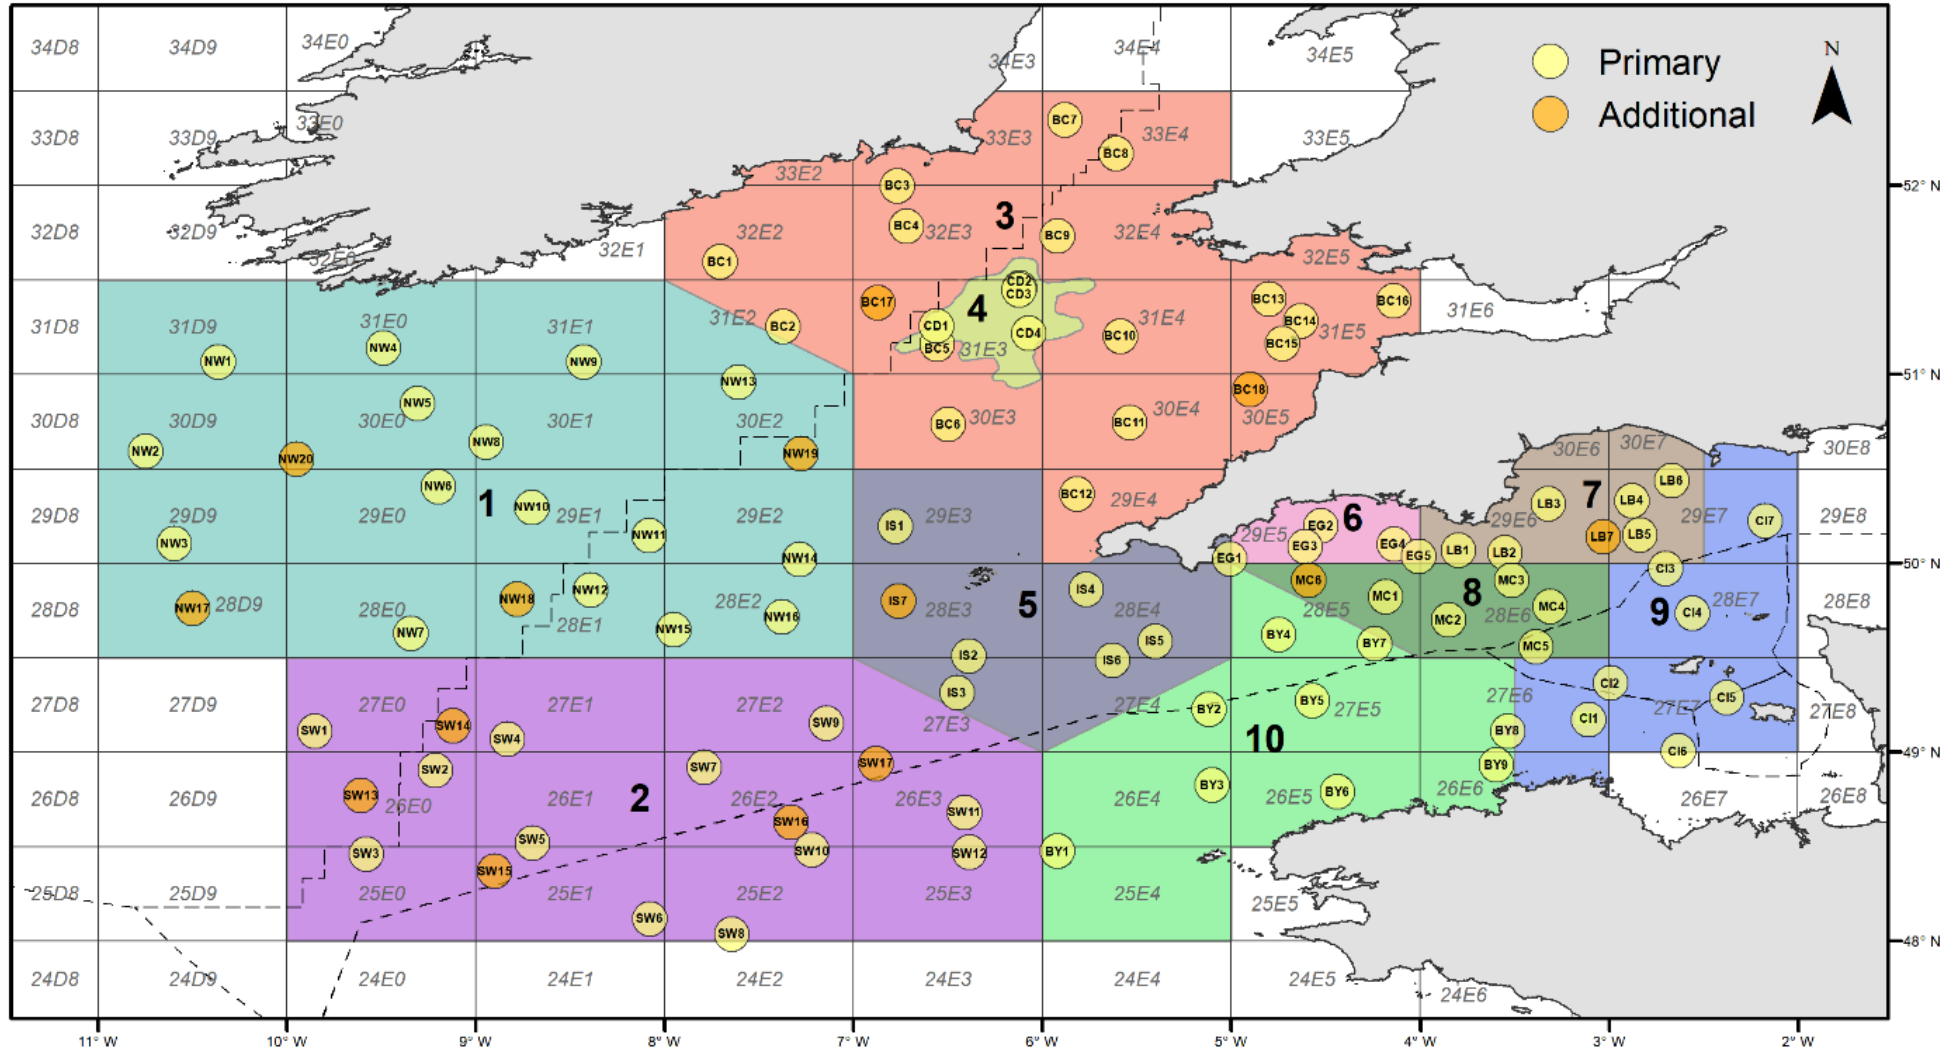 34D8 34D9 34E0 34E3 34E4 34E5
Primary
N
Additional
33D8 33D9 33E0 33E2 33E3 BC7 BC8 33E4 33E5
52° N
32D8 32D9 32E0 32E1 32E2 BC1 BC3 BC4 32E3 3 BC9 32E4 32E5
31D8 31D9 NW1 31E0 NW4 31E1 NW9 31E2 BC2 BC17 CD1 BC5 4 31E3 CD2 CD3 CD4 BC10 31E4 BC13 BC14 BC15 31E5 BC16 31E6
51° N
30D8 30D9 NW2 NW20 NW5 30E0 NW8 30E1 NW13 30E2 NW19 BC6 30E3 BC11 30E4 BC18 30E5 30E6 30E7 30E8
29D8 29D9 NW3 NW6 29E0 1 NW10 29E1 NW11 29E2 NW14 IS1 29E3 BC12 29E4 EG1 29E5 EG2 EG3 6 EG4 EG5 LB1 LB2 29E6 LB3 7 LB4 LB6 LB7 LB5 29E7 CI7 29E8
50° N
28D8 NW17 28D9 28E0 NW7 NW18 28E1 NW12 NW15 28E2 NW16 IS7 28E3 IS2 5 IS4 28E4 IS6 IS5 BY4 MC6 28E5 MC1 BY7 MC2 8 MC3 28E6 MC4 MC5 CI3 9 CI4 28E7 28E8
27D8 27D9 SW1 27E0 SW14 SW4 27E1 27E2 SW9 27E3 IS3 27E4 BY2 10 BY5 27E5 27E6 BY8 CI1 CI2 27E7 CI5 CI6 27E8
49° N
26D8 26D9 SW13 SW2 26E0 SW5 26E1 2 SW7 26E2 SW16 SW17 26E3 SW11 26E4 BY3 26E5 BY6 26E6 BY9 26E7 26E8
25D8 25D9 SW3 25E0 SW15 25E1 SW6 SW8 25E2 SW10 25E3 SW12 BY1 25E4 25E5
48° N
24D8 24D9 24E0 24E1 24E2 24E3 24E4 24E5 24E6
11° W 10° W 9° W 8° W 7° W 6° W 5° W 4° W 3° W 2° W